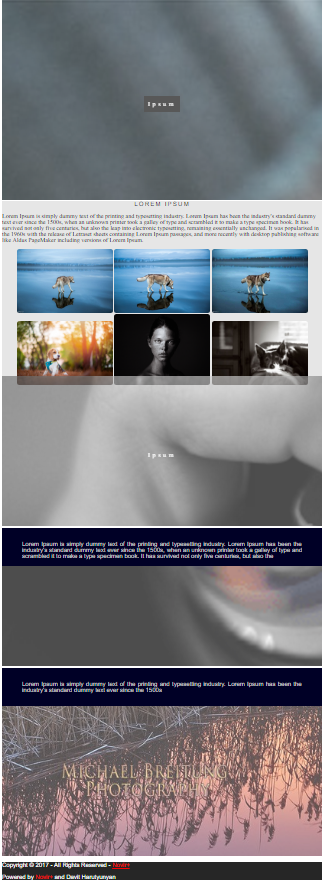 Ipsum
LOREM IPSUM
Lorem Ipsum is simply dummy text of the printing and typesetting industry. Lorem Ipsum has been the industry's standard dummy
text ever since the 1500s, when an unknown printer took a galley of type and scrambled it to make a type specimen book. It has
survived not only five centuries, but also the leap into electronic typesetting, remaining essentially unchanged. It was popularised in
the 1960s with the release of Letraset sheets containing Lorem Ipsum passages, and more recently with desktop publishing software
like Aldus PageMaker including versions of Lorem Ipsum.
Ipsum
Lorem Ipsum is simply dummy text of the printing and typesetting industry. Lorem Ipsum has been the
industry's standard dummy text ever since the 1500s, when an unknown printer took a galley of type and
scrambled it to make a type specimen book. It has survived not only five centuries, but also the
Lorem Ipsum is simply dummy text of the printing and typesetting industry. Lorem Ipsum has been the
industry's standard dummy text ever since the 1500s
MICHAEL BREITUNG
PHOTOGRAPHY
Copyright © 2017 - All Rights Reserved -
Powered by and Davit Harutyunyan